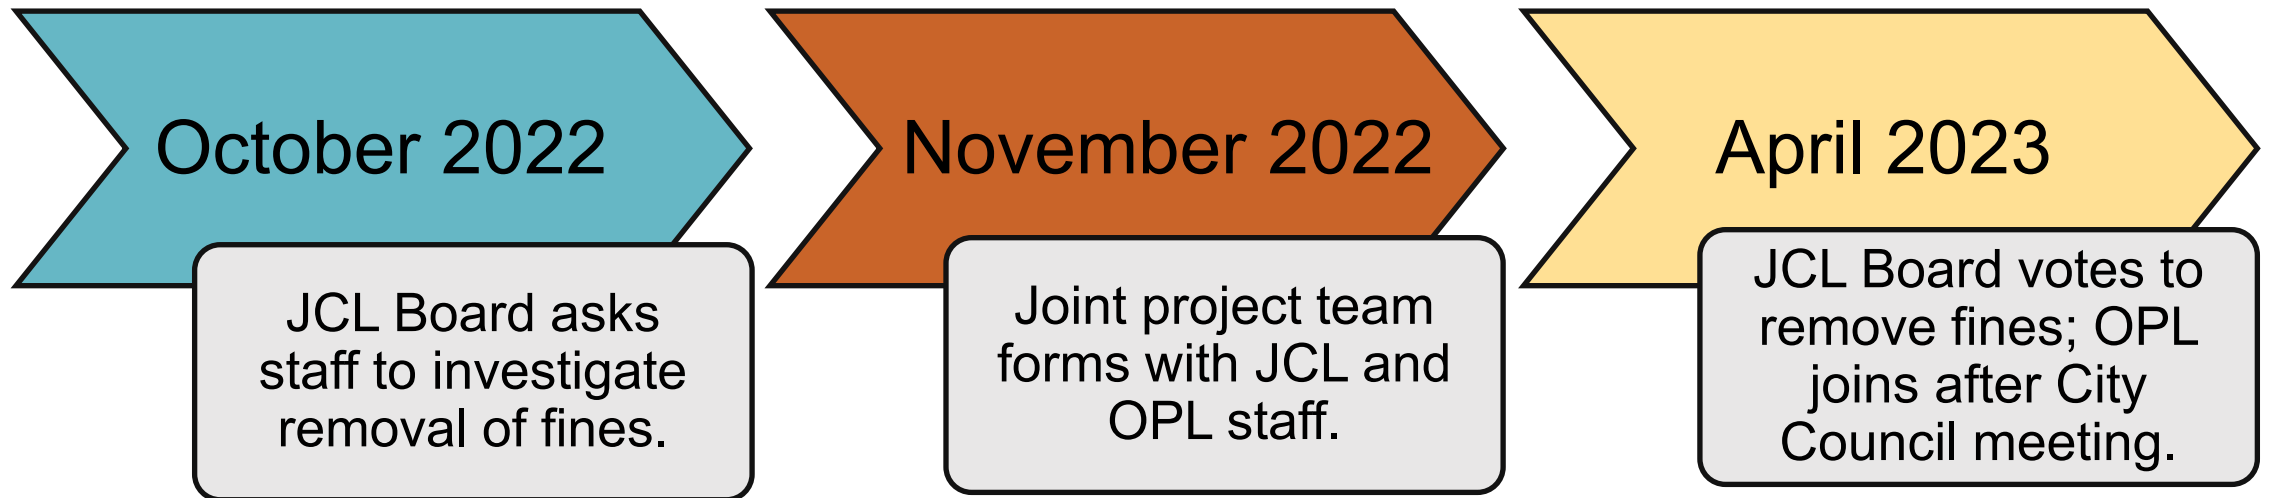 October 2022
JCL Board asks
staff to investigate
removal of fines.
November 2022
Joint project team
forms with JCL and
OPL staff.
April 2023
JCL Board votes to
remove fines; OPL
joins after City
Council meeting.